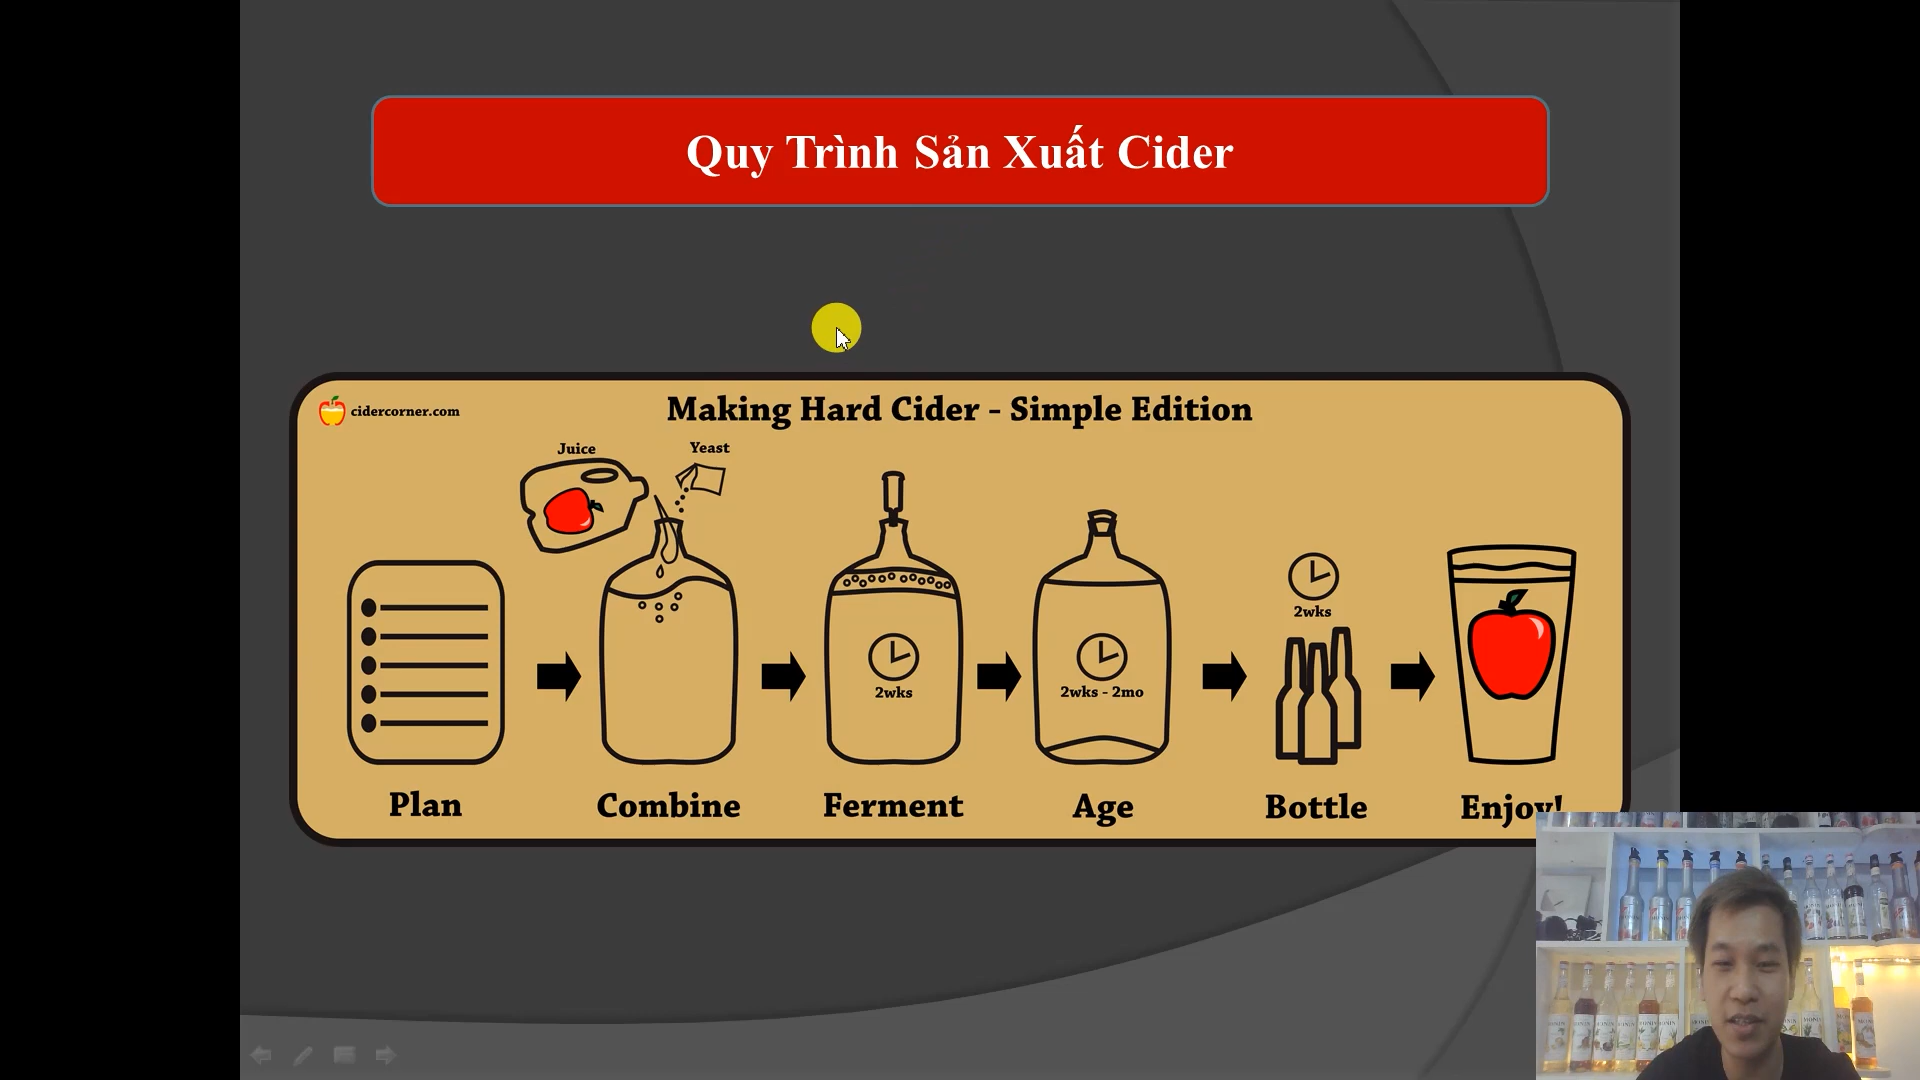 Quy Trình Sản Xuất Cider
cidercorner.com
Making Hard Cider - Simple Edition
Juice
Yeast
2wks
2wks - 2mo
2wks
Plan
Combine
Ferment
Age
Bottle
Enjoy!
MONIN